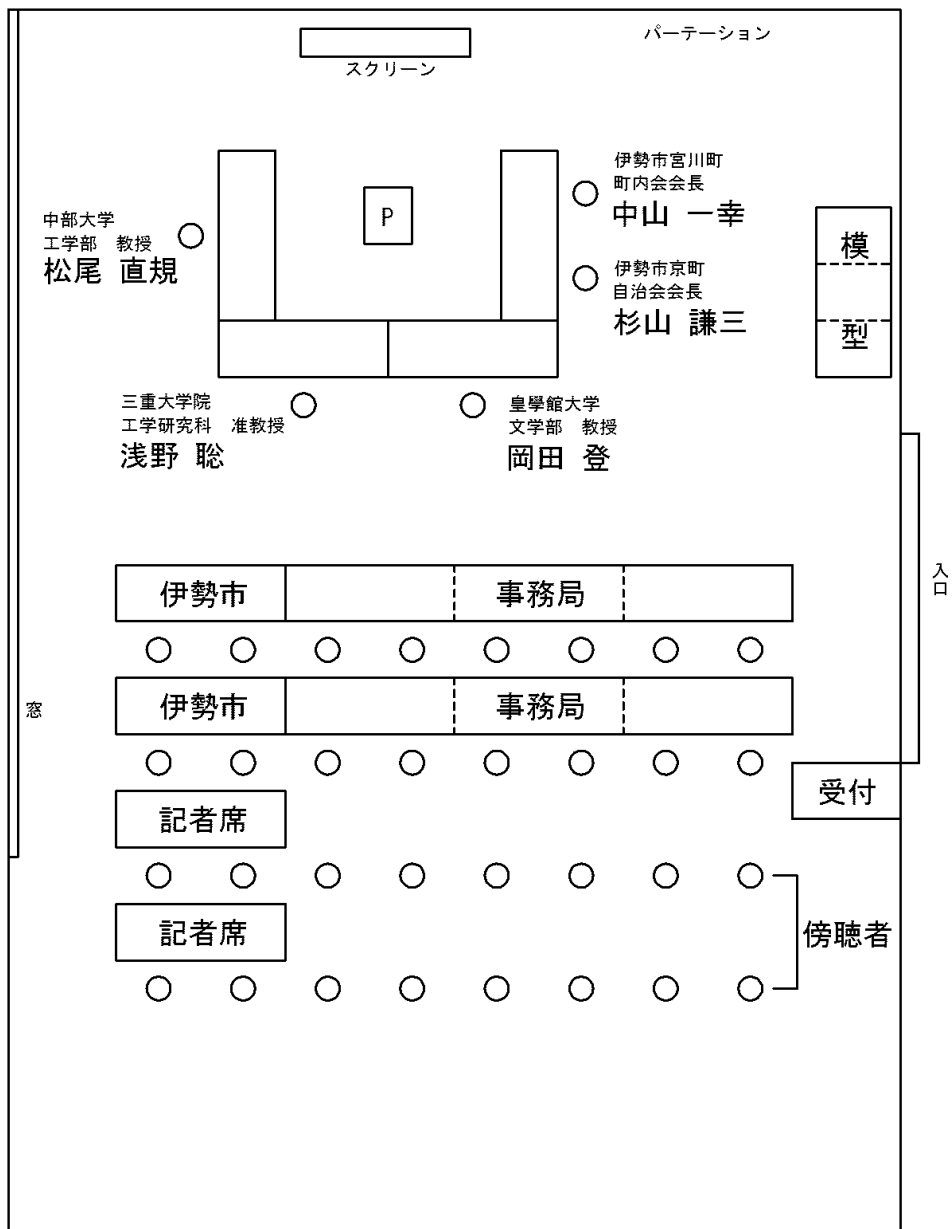 パーテーション
スクリーン
P
伊勢市宮川町
町内会会長
中山 一幸
中部大学
工学部 教授
松尾 直規
伊勢市京町
自治会会長
杉山 謙三
模
型
三重大学院
工学研究科 准教授
浅野 聡
皇學館大学
文学部 教授
岡田 登
入口
伊勢市
事務局
伊勢市
事務局
窓
受付
記者席
記者席
傍聴者